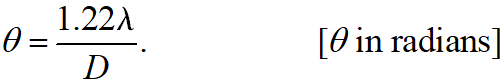 θ = 1.22λ / D. [θ in radians]